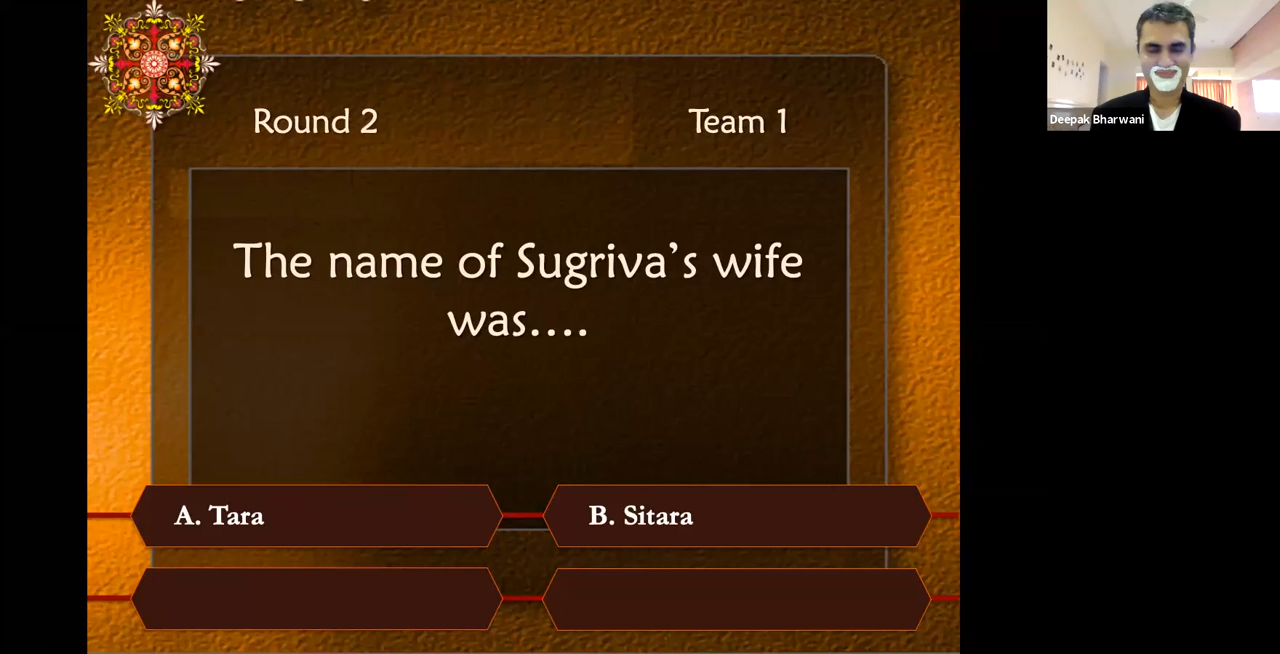 Round 2
Team 1
The name of Sugriva’s wife
was....
A. Tara
B. Sitara
Deepak Bharwani